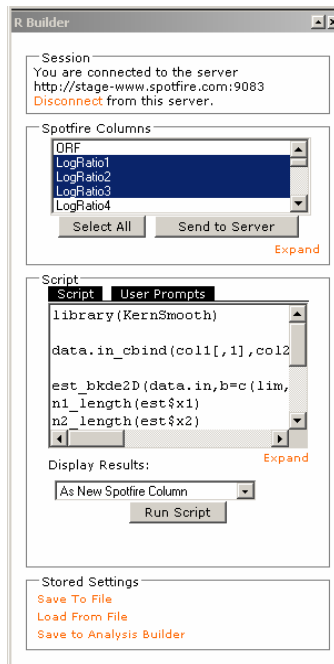 R Builder
Session
You are connected to the server
http://stage-www.spotfire.com:9083
Disconnect from this server.
Spotfire Columns
ORF
LogRatio1
LogRatio2
LogRatio3
LogRatio4
Select All Send to Server
Expand
Script
Script User Prompts
library(KernSmooth)
data.in_cbind(col1[,1],col2
est_bkde2D(data.in,b=c(lim,
n1_length(est$x1)
n2_length(est$x2)
Expand
Display Results:
As New Spotfire Column
Run Script
Stored Settings
Save To File
Load From File
Save to Analysis Builder